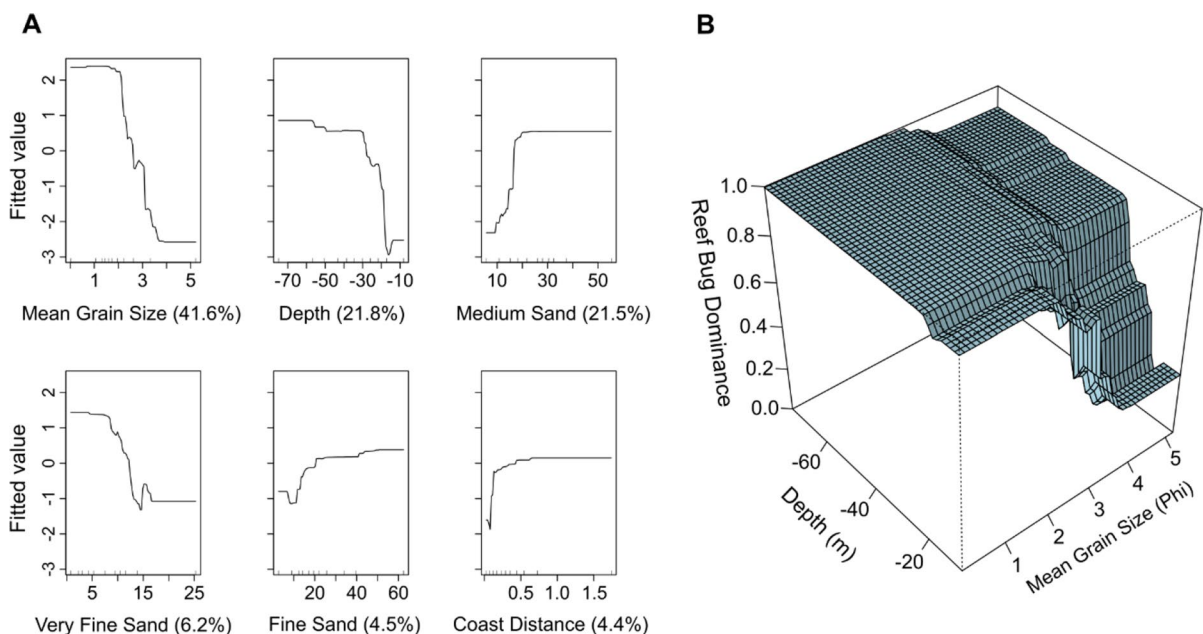 A
B
Fitted value
2
1
0
-1
-2
-3
1 3 5
Mean Grain Size (41.6%)
-70 -50 -30 -10
Depth (21.8%)
10 30 50
Medium Sand (21.5%)
Fitted value
2
1
0
-1
-2
-3
5 15 25
Very Fine Sand (6.2%)
20 40 60
Fine Sand (4.5%)
0.5 1.0 1.5
Coast Distance (4.4%)
Reef Bug Dominance
1.0
0.8
0.6
0.4
0.2
0.0
-60
-40
-20
Depth (m)
1 2 3 4 5
Mean Grain Size (Phi)